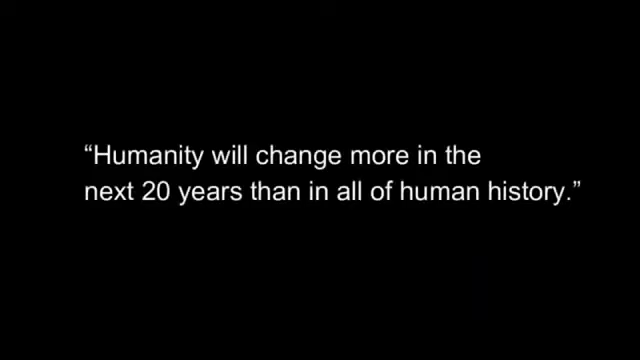 “Humanity will change more in the
next 20 years than in all of human history.”